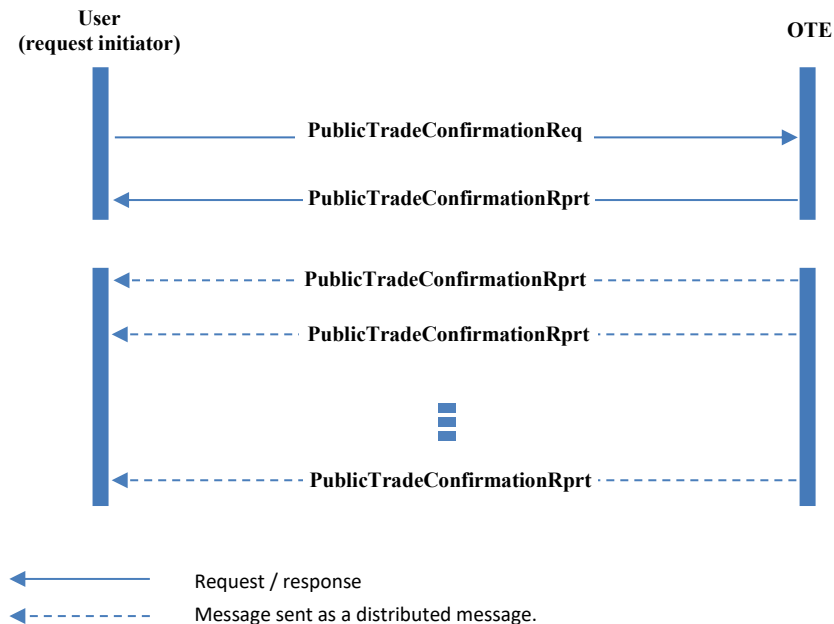 User
(request initiator)
OTE
PublicTradeConfirmationReq
PublicTradeConfirmationRprt
PublicTradeConfirmationRprt
PublicTradeConfirmationRprt
PublicTradeConfirmationRprt
Request / response
Message sent as a distributed message.